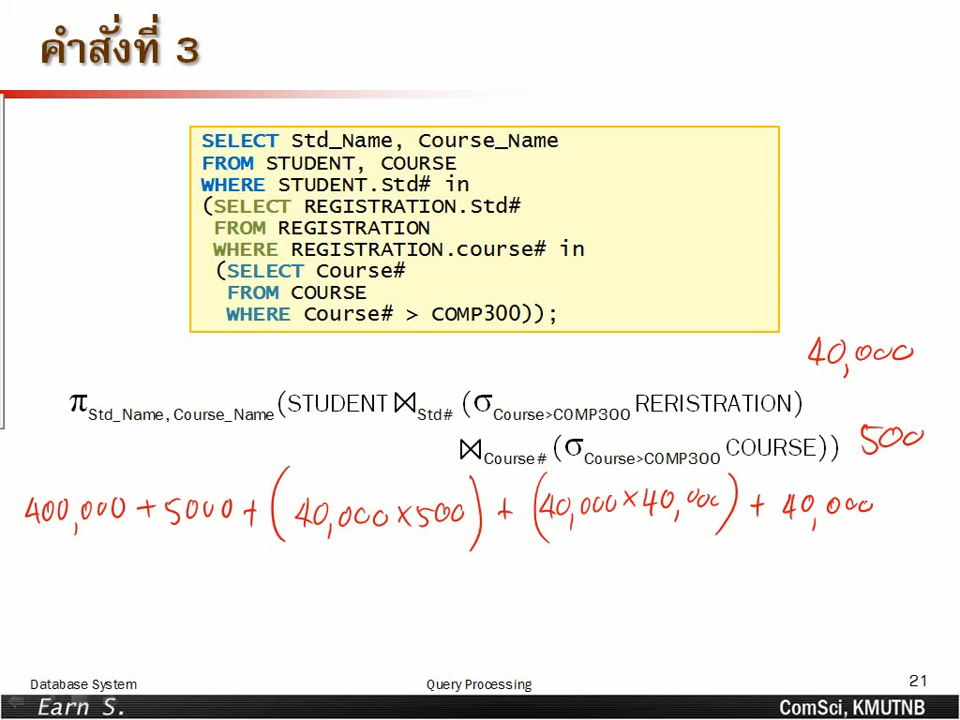 คำสั่งที่ 3
SELECT Std_Name, Course_Name
FROM STUDENT, COURSE
WHERE STUDENT.Std# in
(SELECT REGISTRATION.Std#
FROM REGISTRATION
WHERE REGISTRATION.course# in
(SELECT Course#
FROM COURSE
WHERE Course# > COMP300));
40,000
π Std_Name, Course_Name (STUDENT ⋈ Std# (σ Course>COMP300 RERISTRATION)
⋈ Course# (σ Course>COMP300 COURSE)) 500
400,000 + 5000 + (40,000 × 500) + (40,000 × 40,000) + 40,000
Database System Query Processing 21
Earn S. ComSci, KMUTNB